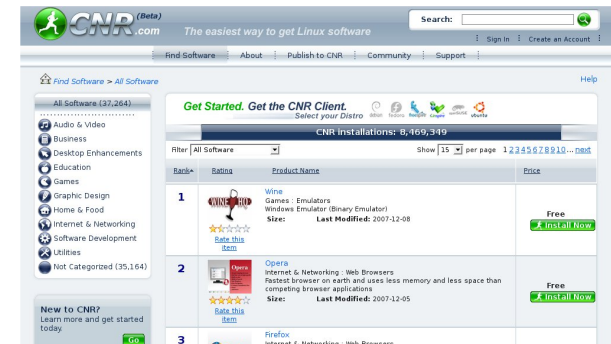 CNR.com
(Beta)
The easiest way to get Linux software
Search:
Sign In
Create an Account
Find Software
About
Publish to CNR
Community
Support
Find Software > All Software
Help
All Software (37,264)
Audio & Video
Business
Desktop Enhancements
Education
Games
Graphic Design
Home & Food
Internet & Networking
Software Development
Utilities
Not Categorized (35,164)
New to CNR?
Learn more and get started
today.
Go
Get Started. Get the CNR Client.
Select your Distro
debian
fedora
freespire
ubuntu
CNR installations: 8,469,349
Filter All Software
Show 15 per page 1 2 3 4 5 6 7 8 9 10 ... next
Rank
Rating
Product Name
Price
1
WINE HQ
Rate this
item
Wine
Games : Emulators
Windows Emulator (Binary Emulator)
Size: Last Modified: 2007-12-08
Free
Install Now
2
Opera
Rate this
item
Opera
Internet & Networking : Web Browsers
Fastest browser on earth and uses less memory and less space than
competing browser applications
Size: Last Modified: 2007-12-05
Free
Install Now
3
Firefox
Internet & Networking : Web Browsers